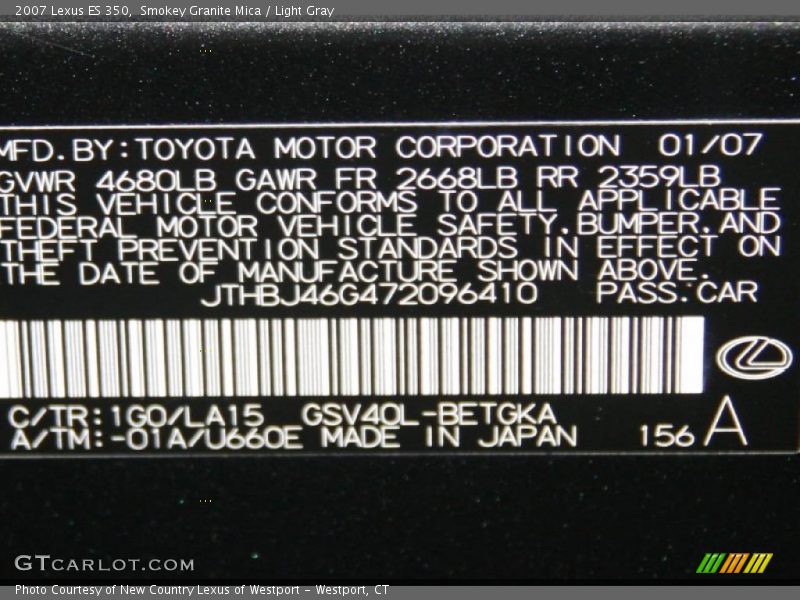 2007 Lexus ES 350,  Smokey Granite Mica / Light Gray
MFD.BY:TOYOTA MOTOR CORPORATION 01/07
GVWR 4680LB GAWR FR 2668LB RR 2359LB
THIS VEHICLE CONFORMS TO ALL APPLICABLE
FEDERAL MOTOR VEHICLE SAFETY.BUMPER.AND
THEFT PREVENTION STANDARDS IN EFFECT ON
THE DATE OF MANUFACTURE SHOWN ABOVE.
JTHBJ46G472096410 PASS.CAR
C/TR:1G0/LA15 GSV40L-BETGKA
A/TM:-01A/U660E MADE IN JAPAN 156 A
GTCARLOT.COM
Photo Courtesy of New Country Lexus of Westport – Westport, CT